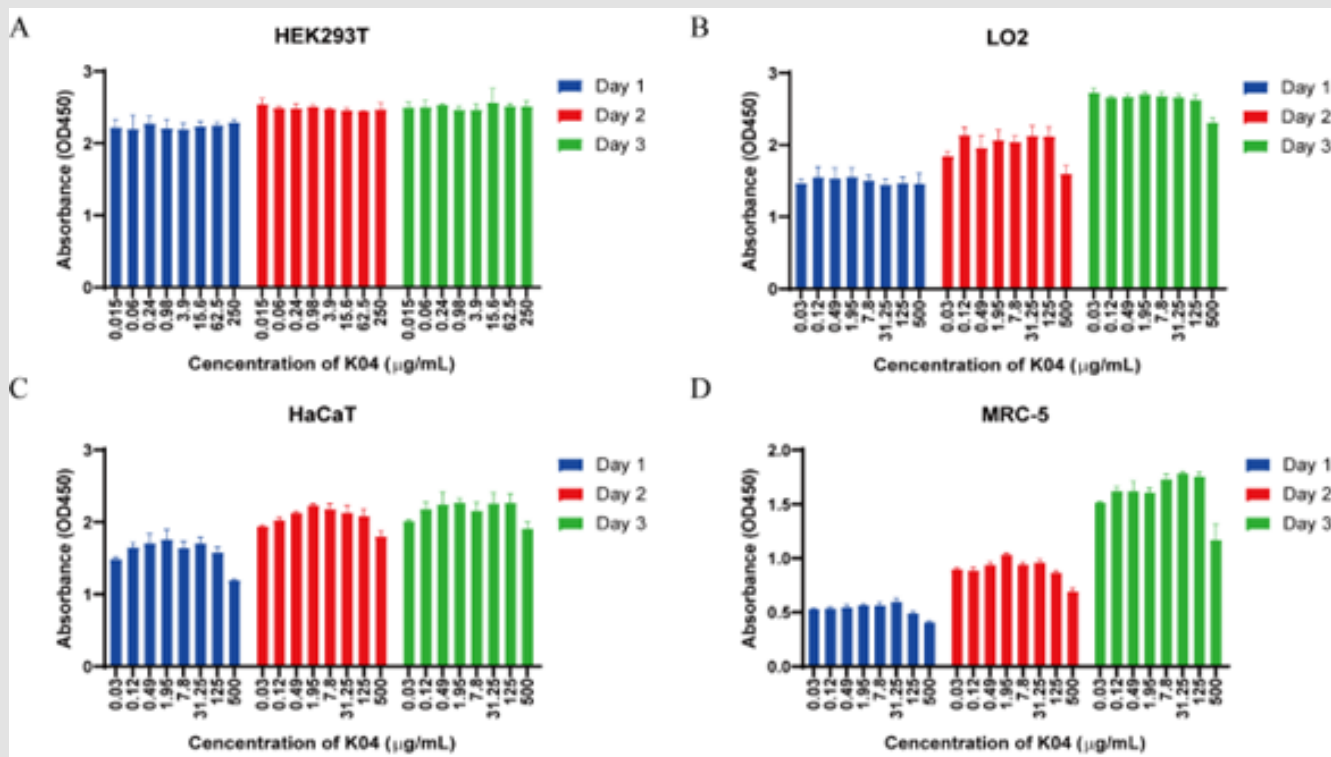 A
HEK293T
Absorbance (OD450)
3
2
1
0
0.015 0.06 0.24 0.98 3.9 15.6 62.5 250 0.015 0.06 0.24 0.98 3.9 15.6 62.5 250 0.015 0.06 0.24 0.98 3.9 15.6 62.5 250
Cencentration of K04 (μg/mL)
Day 1
Day 2
Day 3
B
LO2
Absorbance (OD450)
3
2
1
0
0.03 0.12 0.49 1.95 7.8 31.25 125 500 0.03 0.12 0.49 1.95 7.8 31.25 125 500 0.03 0.12 0.49 1.95 7.8 31.25 125 500
Cencentration of K04 (μg/mL)
Day 1
Day 2
Day 3
C
HaCaT
Absorbance (OD450)
3
2
1
0
0.03 0.12 0.49 1.95 7.8 31.25 125 500 0.03 0.12 0.49 1.95 7.8 31.25 125 500 0.03 0.12 0.49 1.95 7.8 31.25 125 500
Cencentration of K04 (μg/mL)
Day 1
Day 2
Day 3
D
MRC-5
Absorbance (OD450)
2.0
1.5
1.0
0.5
0.0
0.03 0.12 0.49 1.95 7.8 31.25 125 500 0.03 0.12 0.49 1.95 7.8 31.25 125 500 0.03 0.12 0.49 1.95 7.8 31.25 125 500
Cencentration of K04 (μg/mL)
Day 1
Day 2
Day 3